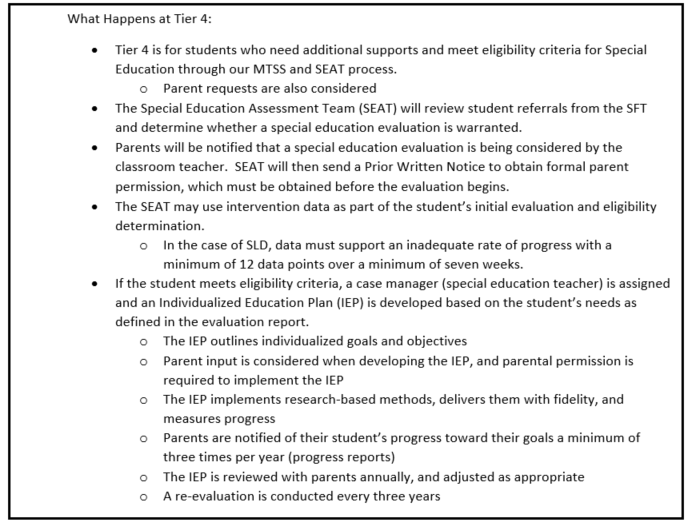 What Happens at Tier 4:
• Tier 4 is for students who need additional supports and meet eligibility criteria for Special
Education through our MTSS and SEAT process.
o Parent requests are also considered
• The Special Education Assessment Team (SEAT) will review student referrals from the SFT
and determine whether a special education evaluation is warranted.
• Parents will be notified that a special education evaluation is being considered by the
classroom teacher.  SEAT will then send a Prior Written Notice to obtain formal parent
permission, which must be obtained before the evaluation begins.
• The SEAT may use intervention data as part of the student’s initial evaluation and eligibility
determination.
o In the case of SLD, data must support an inadequate rate of progress with a
minimum of 12 data points over a minimum of seven weeks.
• If the student meets eligibility criteria, a case manager (special education teacher) is assigned
and an Individualized Education Plan (IEP) is developed based on the student’s needs as
defined in the evaluation report.
o The IEP outlines individualized goals and objectives
o Parent input is considered when developing the IEP, and parental permission is
required to implement the IEP
o The IEP implements research-based methods, delivers them with fidelity, and
measures progress
o Parents are notified of their student’s progress toward their goals a minimum of
three times per year (progress reports)
o The IEP is reviewed with parents annually, and adjusted as appropriate
o A re-evaluation is conducted every three years